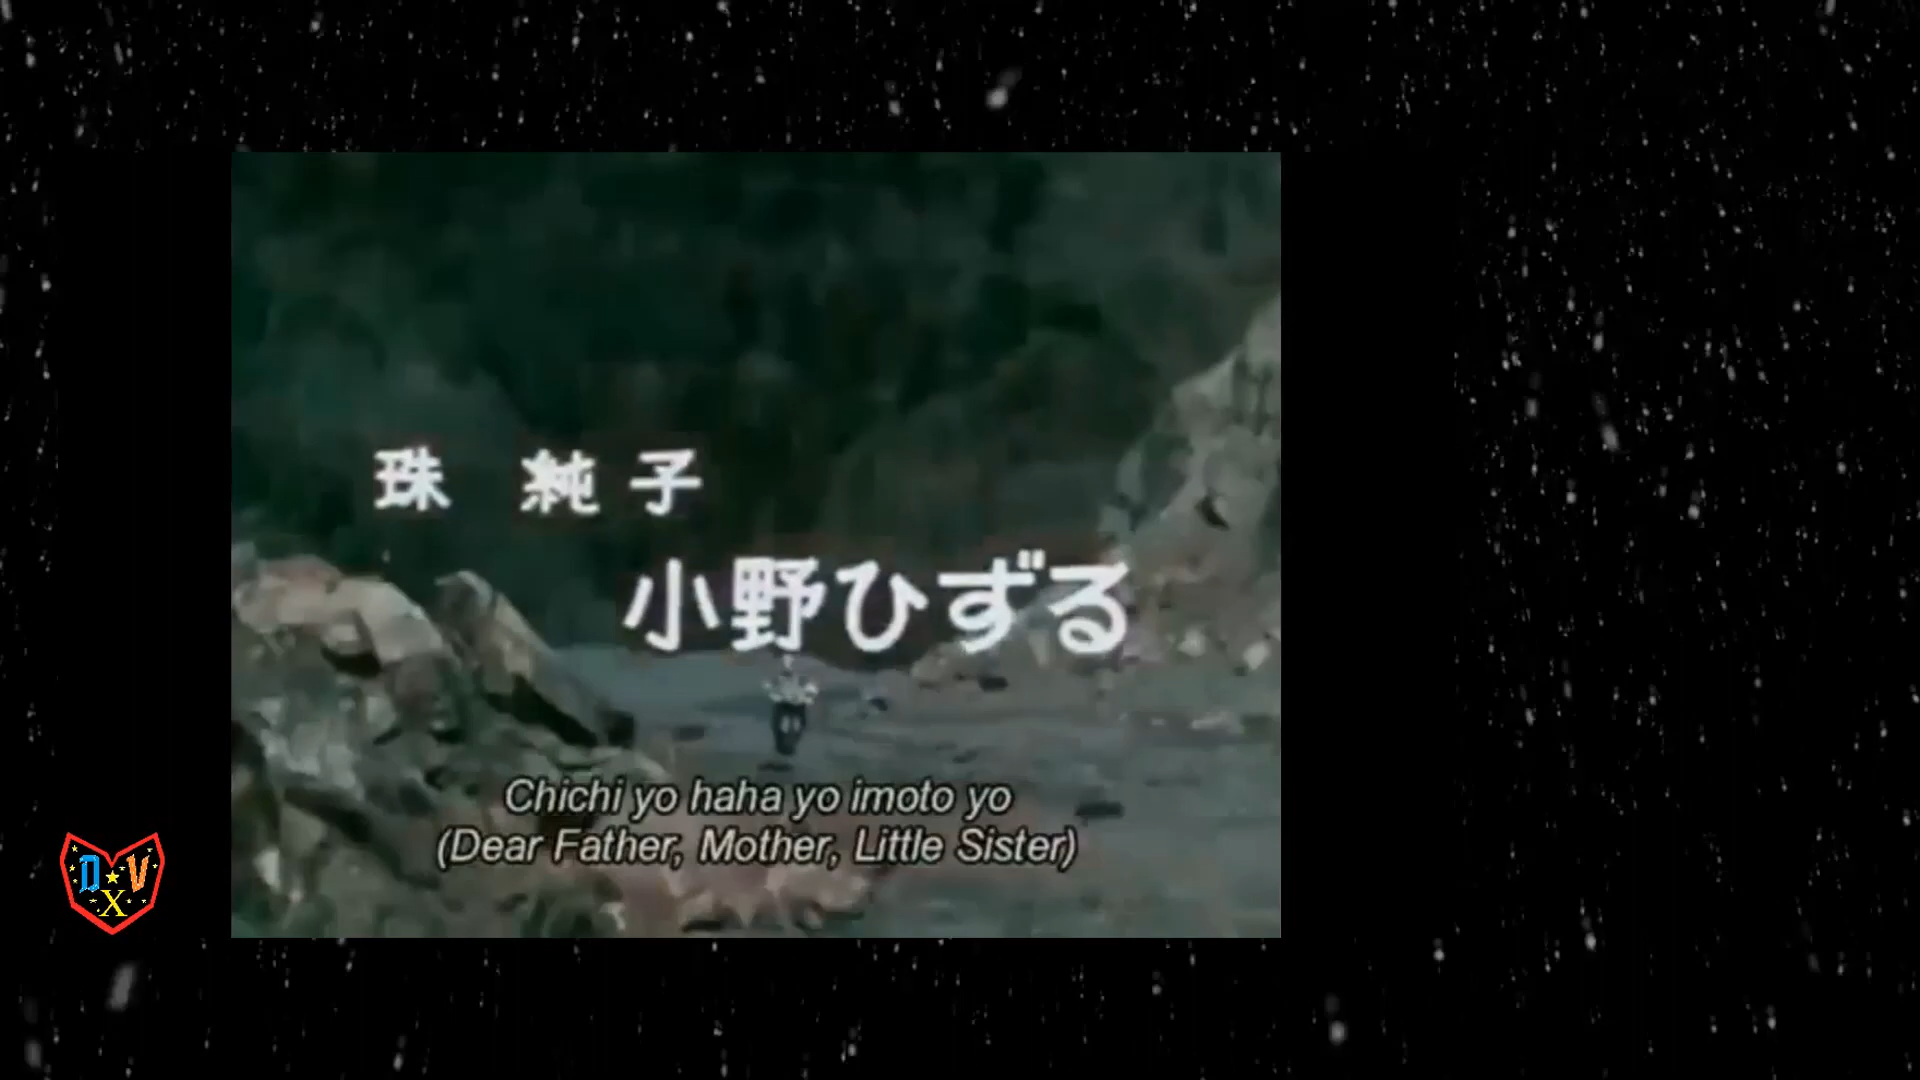 珠 純子
小野ひずる
Chichi yo haha yo imoto yo
(Dear Father, Mother, Little Sister)
D V
X